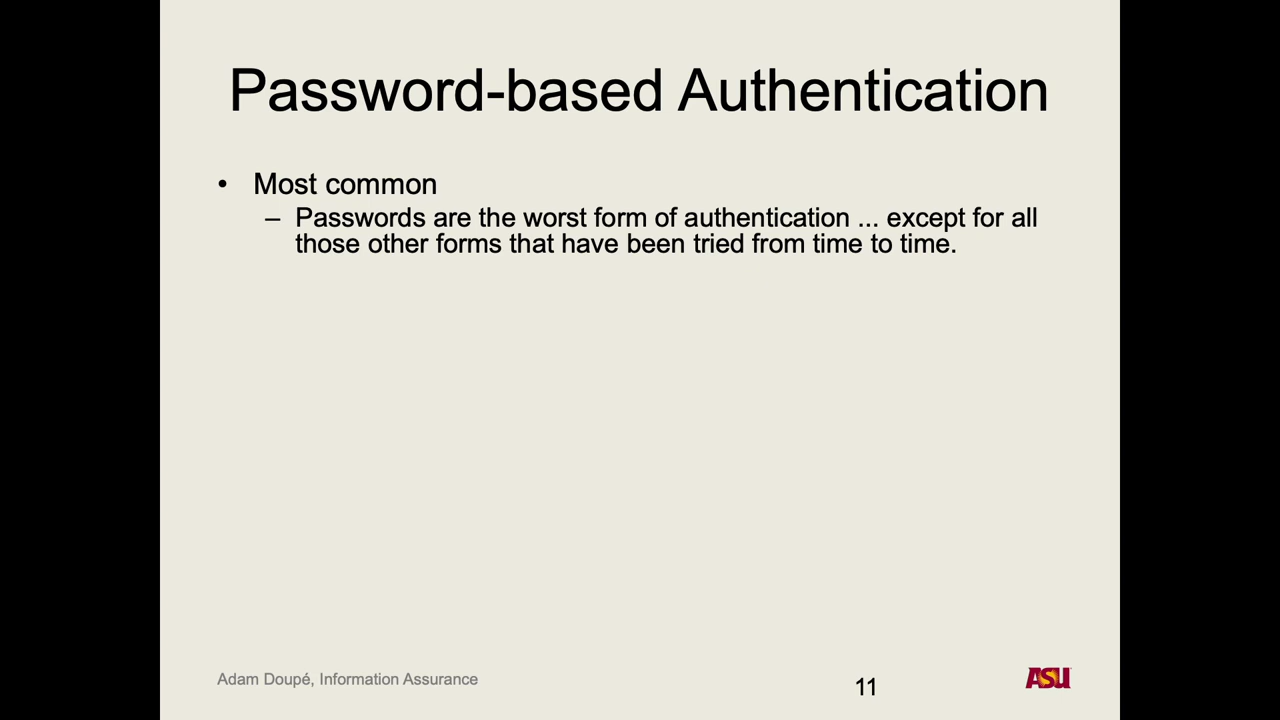 Password-based Authentication
• Most common
– Passwords are the worst form of authentication ... except for all
those other forms that have been tried from time to time.
Adam Doupé, Information Assurance
11
ASU